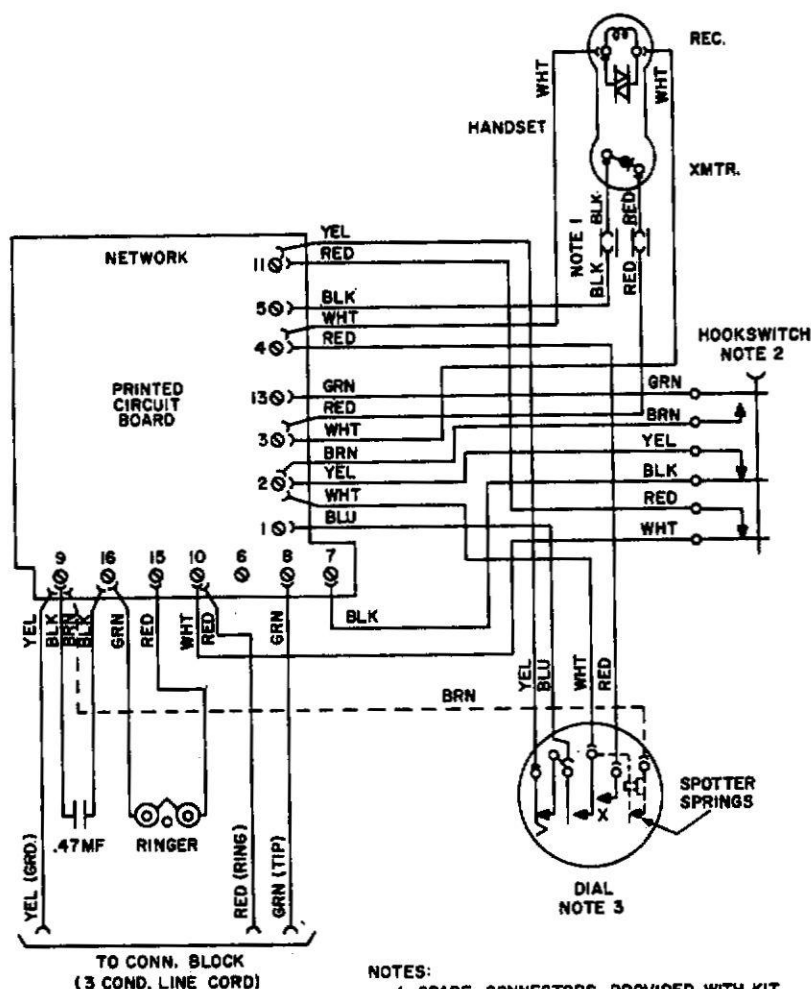 REC.
WHT
WHT
HANDSET
XMTR.
BLK
RED
NOTE 1
BLK
RED
NETWORK
YEL
11 RED
5 BLK
WHT
4 RED
HOOKSWITCH
NOTE 2
PRINTED
CIRCUIT
BOARD
13 GRN
GRN
RED
BRN
3 WHT
BRN
YEL
2 YEL
BLK
WHT
RED
1 BLU
WHT
9 16 15 10 6 8 7
YEL
BLK
BRN
BLK
GRN
RED
WHT
RED
GRN
BLK
BRN
YEL
BLU
WHT
RED
SPOTTER
SPRINGS
X
.47MF
RINGER
DIAL
NOTE 3
YEL (GRD.)
RED (RING)
GRN (TIP)
TO CONN. BLOCK
(3 COND. LINE CORD)
NOTES:
1. SPARE CONNECTORS PROVIDED WITH KIT